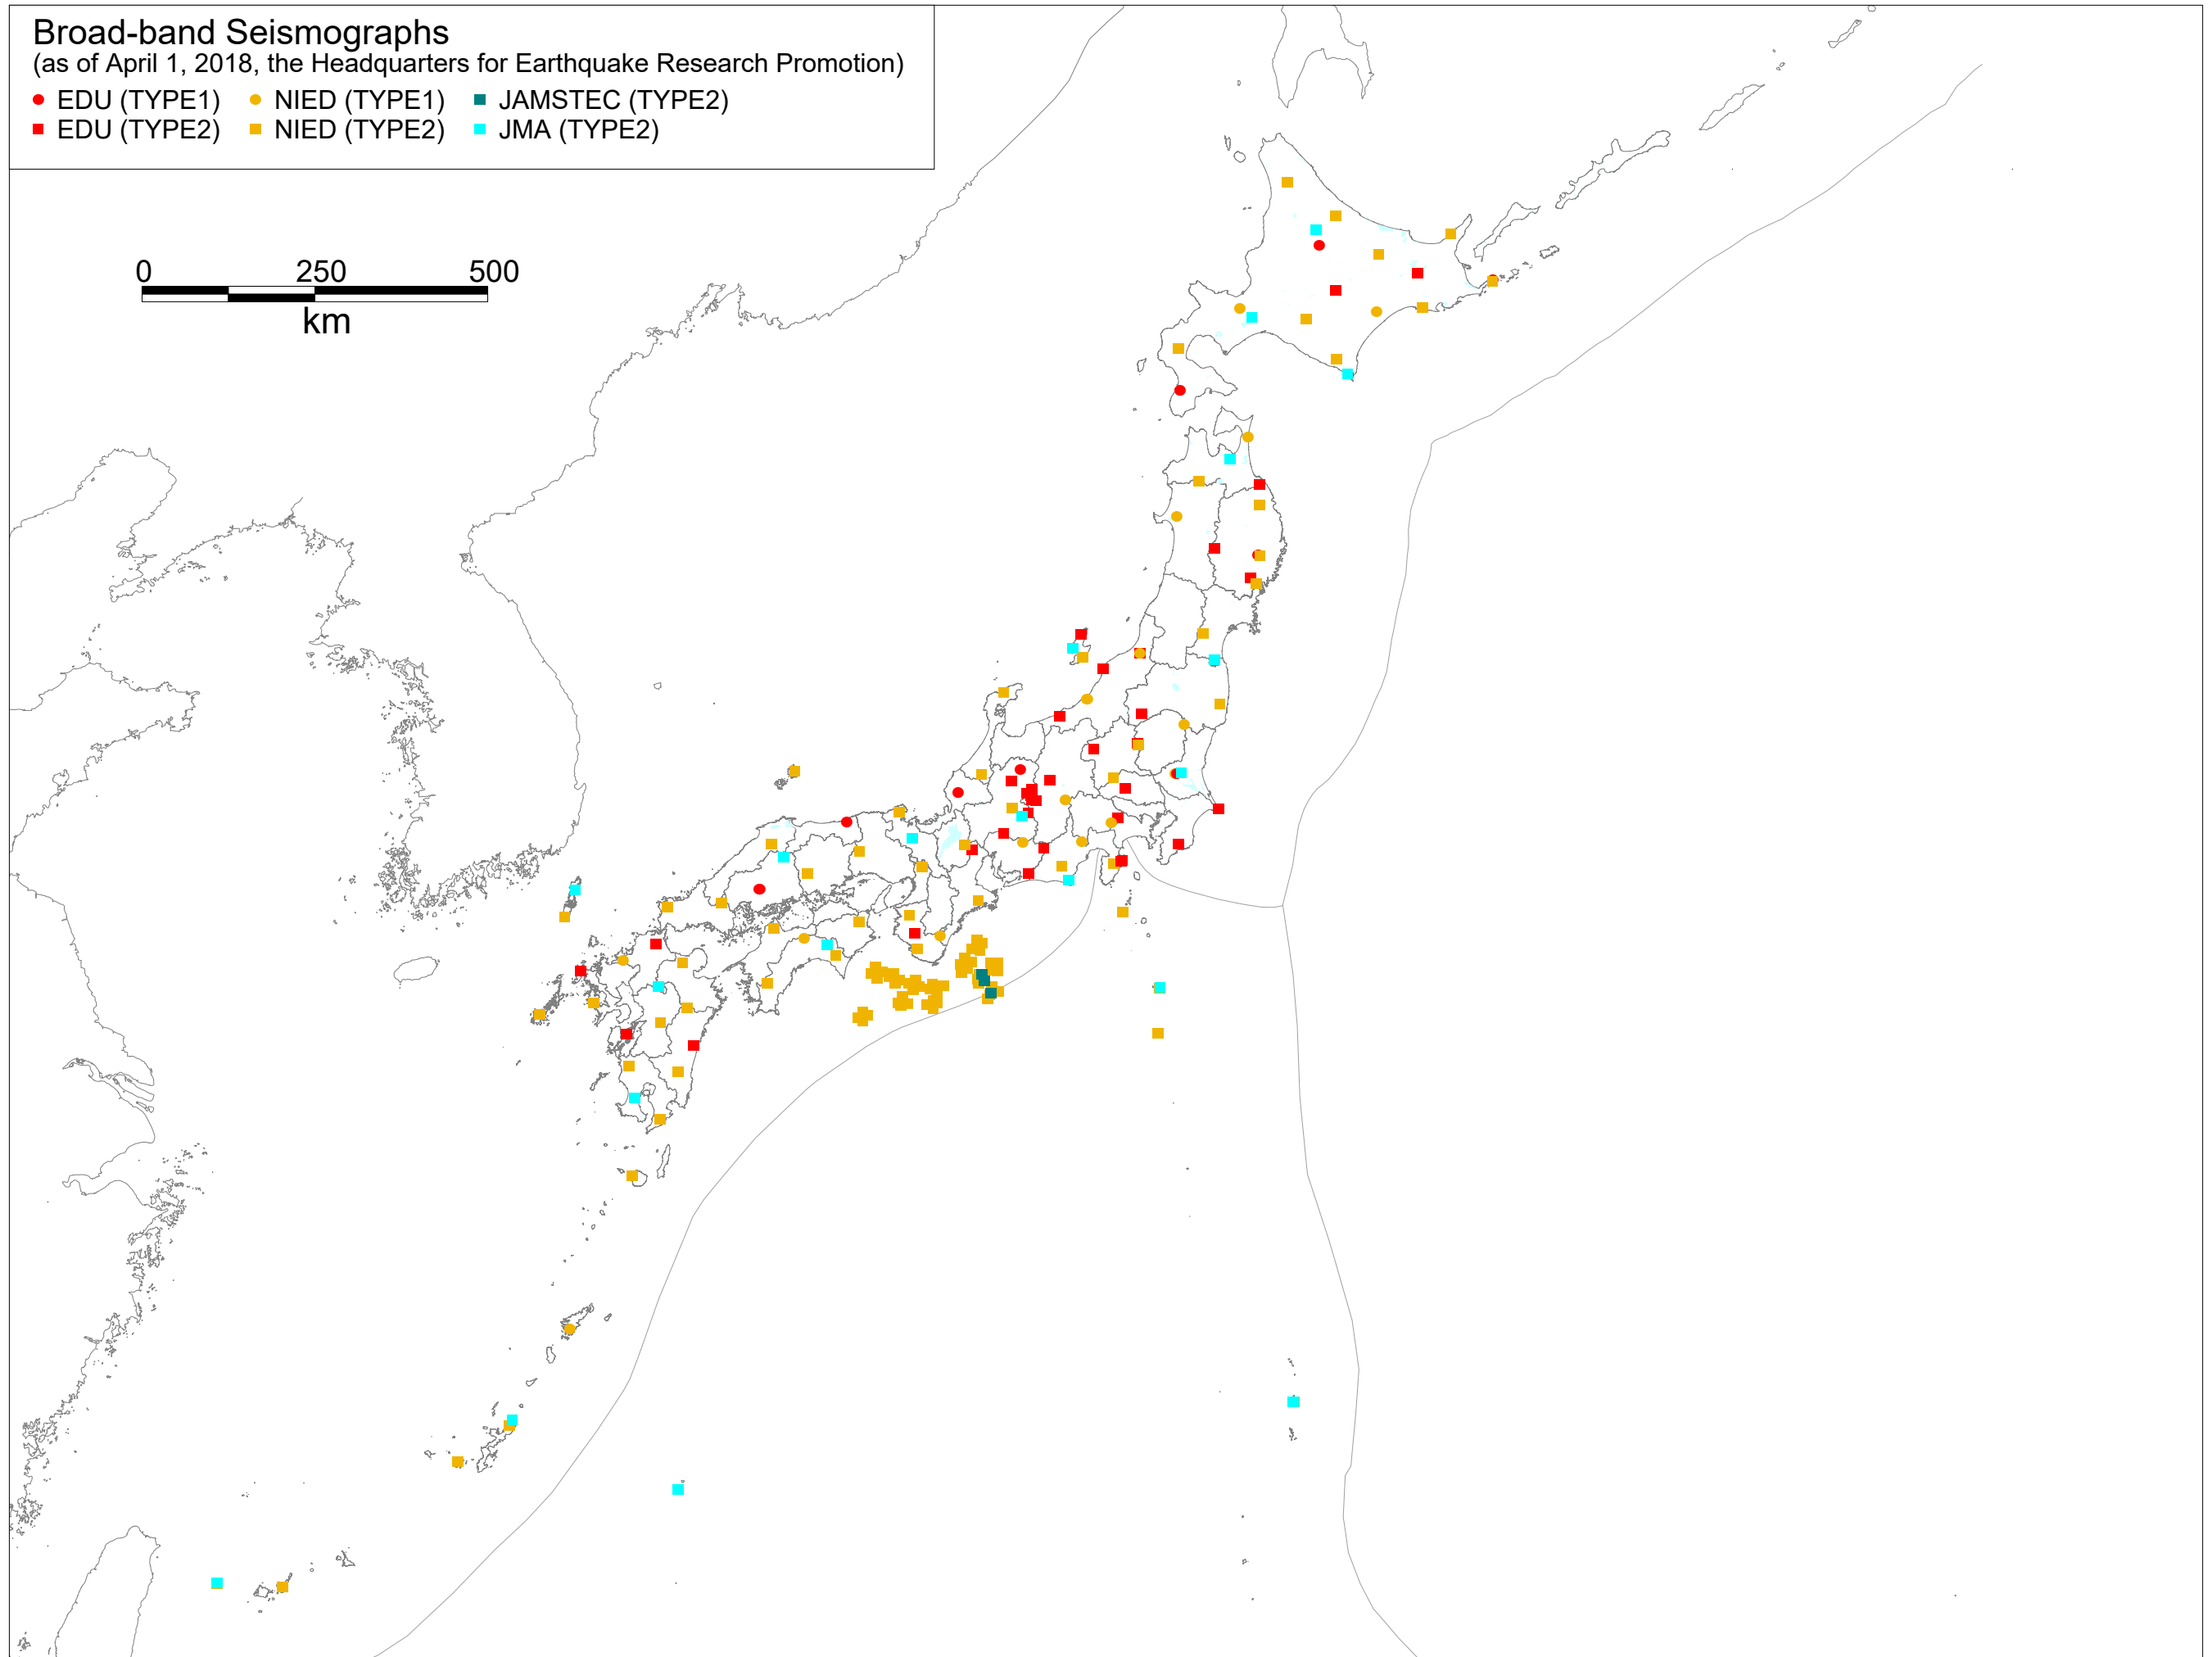 Broad-band Seismographs
(as of April 1, 2018, the Headquarters for Earthquake Research Promotion)
EDU (TYPE1) NIED (TYPE1) JAMSTEC (TYPE2)
EDU (TYPE2) NIED (TYPE2) JMA (TYPE2)
0 250 500
km